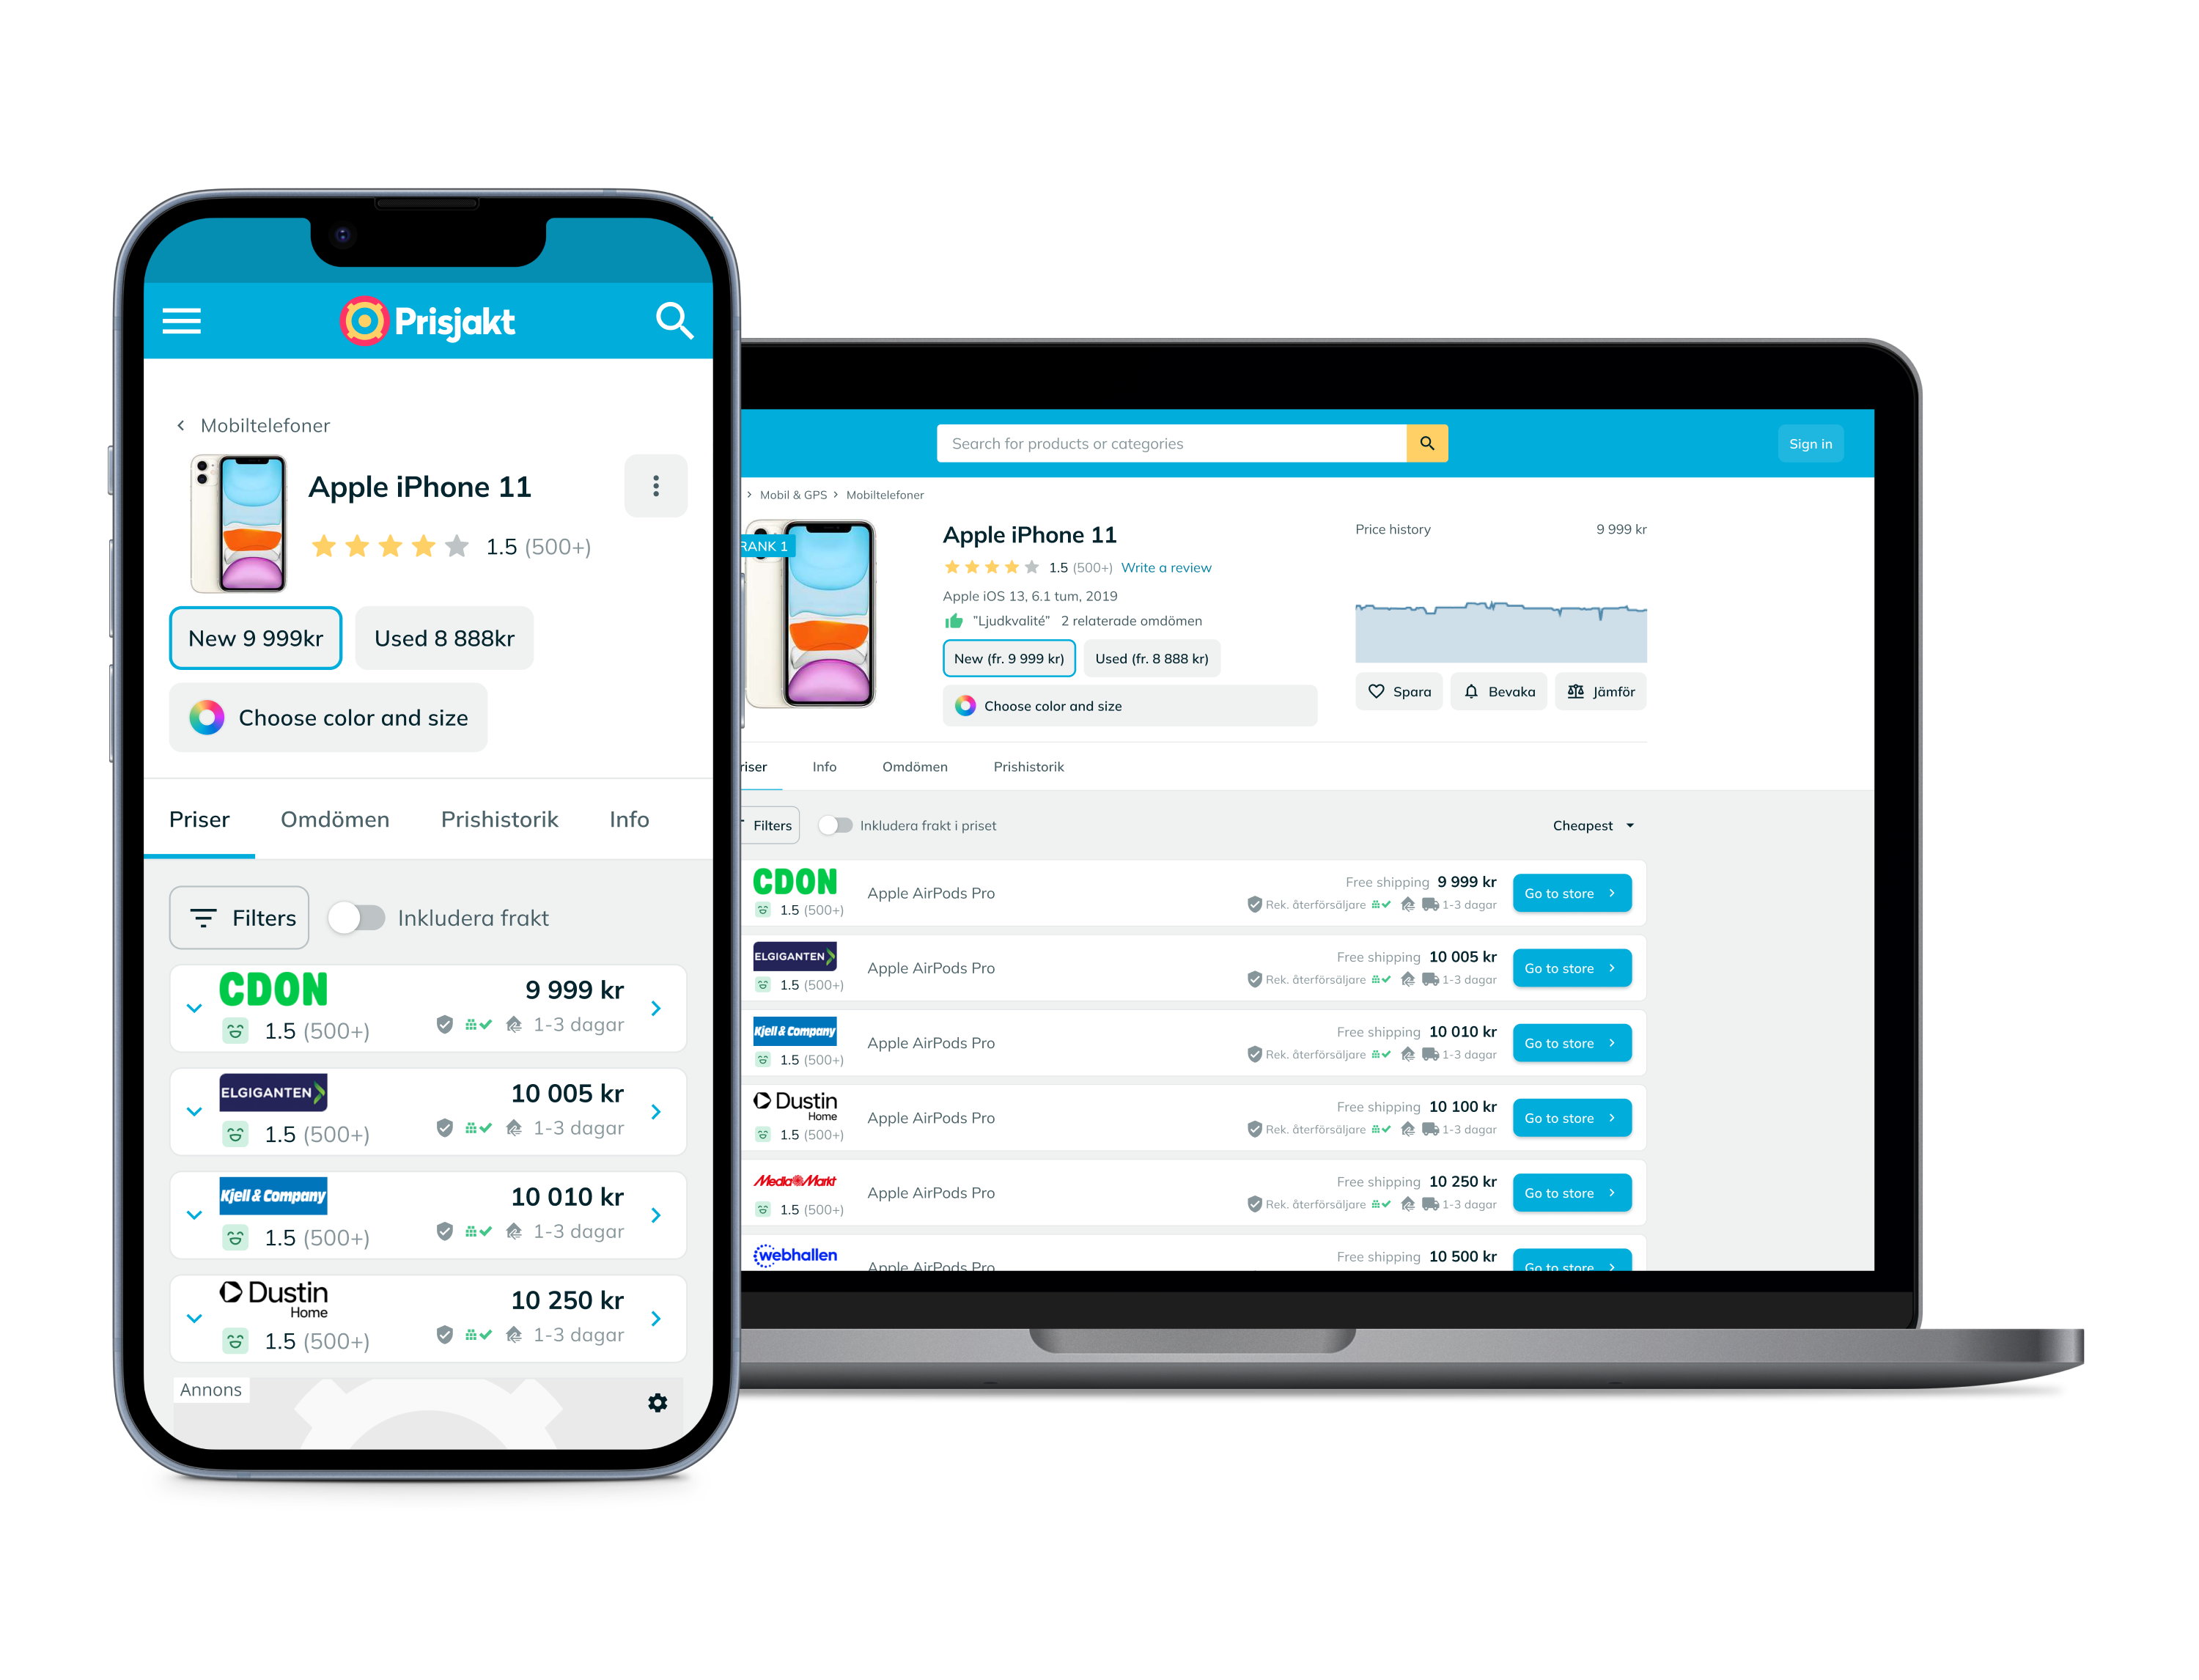 Prisjakt
Mobiltelefoner
Apple iPhone 11
1.5 (500+)
New 9 999kr
Used 8 888kr
Choose color and size
Priser
Omdömen
Prishistorik
Info
Filters
Inkludera frakt
CDON
9 999 kr
1.5 (500+)
1-3 dagar
ELGIGANTEN
10 005 kr
1.5 (500+)
1-3 dagar
Kjell & Company
10 010 kr
1.5 (500+)
1-3 dagar
Dustin
Home
10 250 kr
1.5 (500+)
1-3 dagar
Annons
Search for products or categories
Sign in
Mobil & GPS
Mobiltelefoner
RANK 1
Apple iPhone 11
1.5 (500+) Write a review
Apple iOS 13, 6.1 tum, 2019
"Ljudkvalité" 2 relaterade omdömen
New (fr. 9 999 kr)
Used (fr. 8 888 kr)
Choose color and size
Price history
9 999 kr
Spara
Bevaka
Jämför
riser
Info
Omdömen
Prishistorik
Filters
Inkludera frakt i priset
Cheapest
CDON
1.5 (500+)
Apple AirPods Pro
Free shipping 9 999 kr
Rek. återförsäljare 1-3 dagar
Go to store
ELGIGANTEN
1.5 (500+)
Apple AirPods Pro
Free shipping 10 005 kr
Rek. återförsäljare 1-3 dagar
Go to store
Kjell & Company
1.5 (500+)
Apple AirPods Pro
Free shipping 10 010 kr
Rek. återförsäljare 1-3 dagar
Go to store
Dustin
Home
1.5 (500+)
Apple AirPods Pro
Free shipping 10 100 kr
Rek. återförsäljare 1-3 dagar
Go to store
Media Markt
1.5 (500+)
Apple AirPods Pro
Free shipping 10 250 kr
Rek. återförsäljare 1-3 dagar
Go to store
webhallen
Apple AirPods Pro
Free shipping 10 500 kr
Go to store